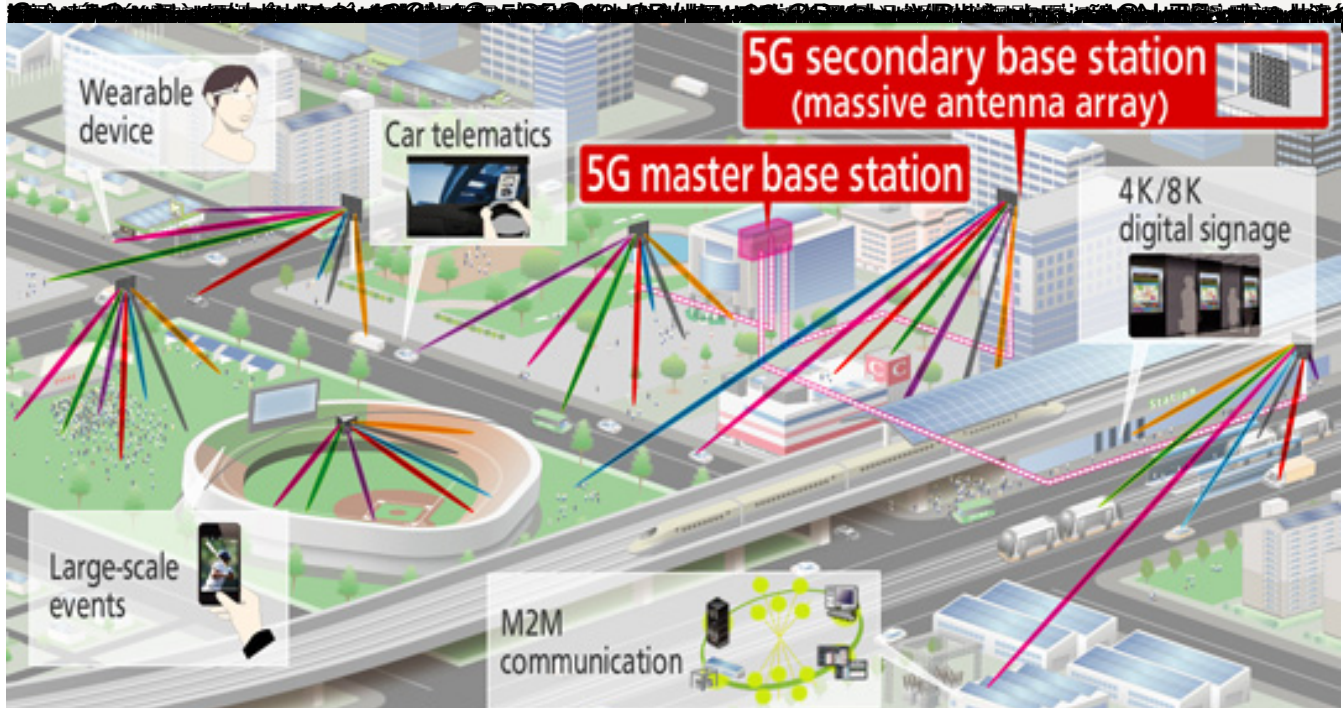 Wearable
device
Car telematics
5G secondary base station
(massive antenna array)
5G master base station
4K/8K
digital signage
Station
Large-scale
events
M2M
communication